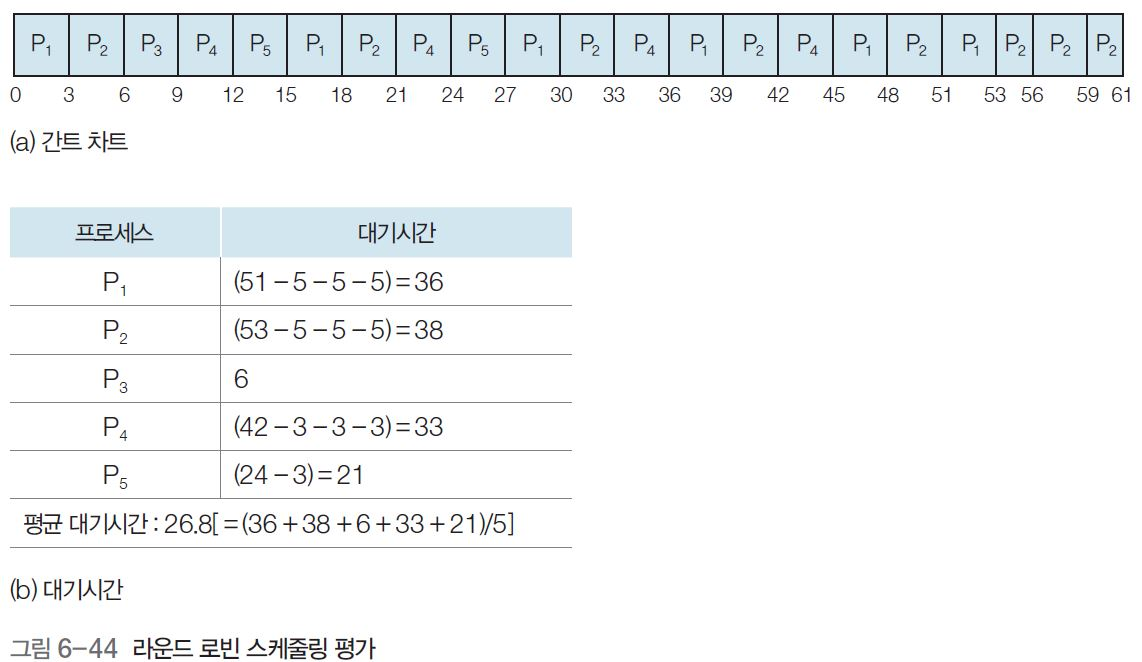 P₁ P₂ P₃ P₄ P₅ P₁ P₂ P₄ P₅ P₁ P₂ P₄ P₁ P₂ P₄ P₁ P₂ P₁ P₂ P₂ P₂
0 3 6 9 12 15 18 21 24 27 30 33 36 39 42 45 48 51 53 56 59 61
(a) 간트 차트
프로세스 대기시간
P₁ (51 – 5 – 5 – 5) = 36
P₂ (53 – 5 – 5 – 5) = 38
P₃ 6
P₄ (42 – 3 – 3 – 3) = 33
P₅ (24 – 3) = 21
평균 대기시간 : 26.8[ = (36 + 38 + 6 + 33 + 21)/5]
(b) 대기시간
그림 6-44 라운드 로빈 스케줄링 평가